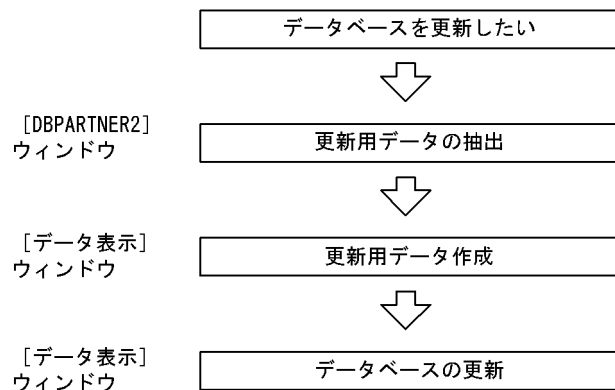 データベースを更新したい
[DBPARTNER2]
ウィンドウ
更新用データの抽出
[データ表示]
ウィンドウ
更新用データ作成
[データ表示]
ウィンドウ
データベースの更新